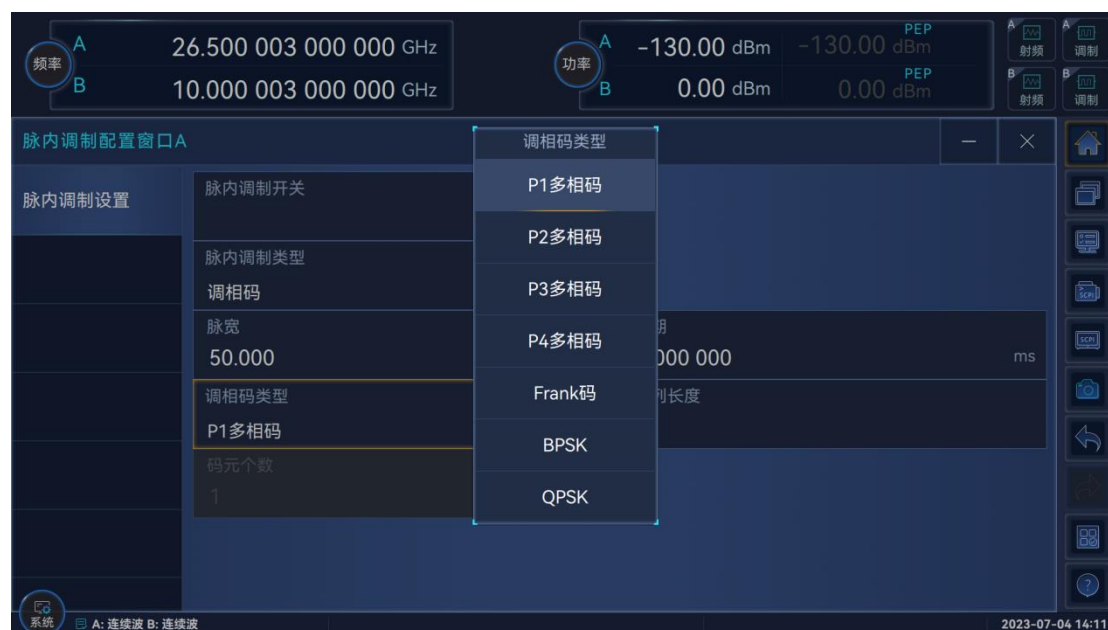 频率
A 26.500 003 000 000 GHz
B 10.000 003 000 000 GHz
功率
A -130.00 dBm PEP -130.00 dBm
B 0.00 dBm PEP 0.00 dBm
A 射频
A 调制
B 射频
B 调制
脉内调制配置窗口A
脉内调制设置
脉内调制开关
脉内调制类型
调相码
脉宽
50.000
期
000 000 ms
调相码类型
P1多相码
列长度
码元个数
1
调相码类型
P1多相码
P2多相码
P3多相码
P4多相码
Frank码
BPSK
QPSK
SCPI
SCPI
系统
A: 连续波 B: 连续波
2023-07-04 14:11